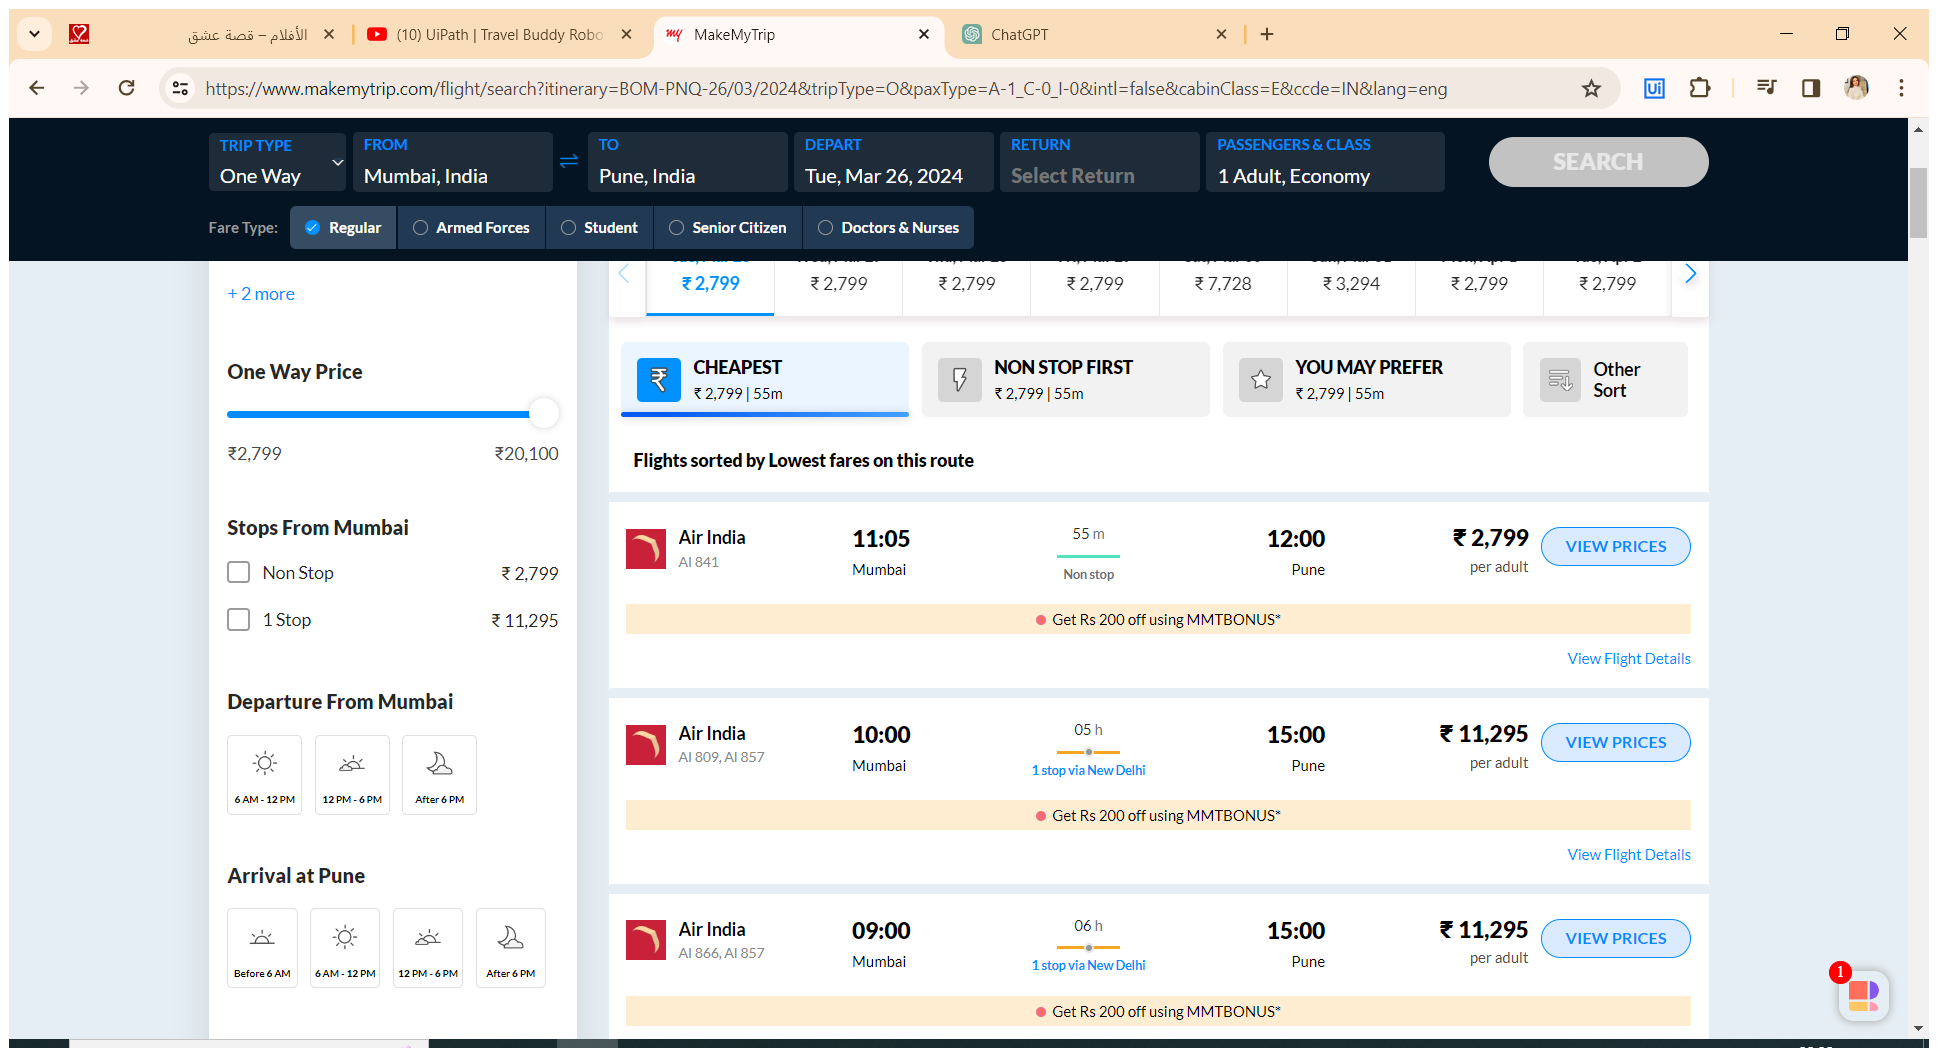 الأفلام – قصة عشق
(10) UiPath | Travel Buddy Robo
my MakeMyTrip
ChatGPT
https://www.makemytrip.com/flight/search?itinerary=BOM-PNQ-26/03/2024&tripType=O&paxType=A-1_C-0_I-0&intl=false&cabinClass=E&ccde=IN&lang=eng
Ui
TRIP TYPE
One Way
FROM
Mumbai, India
TO
Pune, India
DEPART
Tue, Mar 26, 2024
RETURN
Select Return
PASSENGERS & CLASS
1 Adult, Economy
SEARCH
Fare Type:
Regular
Armed Forces
Student
Senior Citizen
Doctors & Nurses
+ 2 more
One Way Price
₹2,799
₹20,100
Stops From Mumbai
Non Stop
₹ 2,799
1 Stop
₹ 11,295
Departure From Mumbai
6 AM - 12 PM
12 PM - 6 PM
After 6 PM
Arrival at Pune
Before 6 AM
6 AM - 12 PM
12 PM - 6 PM
After 6 PM
₹ 2,799
₹ 2,799
₹ 2,799
₹ 2,799
₹ 7,728
₹ 3,294
₹ 2,799
₹ 2,799
CHEAPEST
₹ 2,799 | 55m
NON STOP FIRST
₹ 2,799 | 55m
YOU MAY PREFER
₹ 2,799 | 55m
Other
Sort
Flights sorted by Lowest fares on this route
Air India
AI 841
11:05
Mumbai
55 m
Non stop
12:00
Pune
₹ 2,799
per adult
VIEW PRICES
Get Rs 200 off using MMTBONUS*
View Flight Details
Air India
AI 809, AI 857
10:00
Mumbai
05 h
1 stop via New Delhi
15:00
Pune
₹ 11,295
per adult
VIEW PRICES
Get Rs 200 off using MMTBONUS*
View Flight Details
Air India
AI 866, AI 857
09:00
Mumbai
06 h
1 stop via New Delhi
15:00
Pune
₹ 11,295
per adult
VIEW PRICES
Get Rs 200 off using MMTBONUS*
1